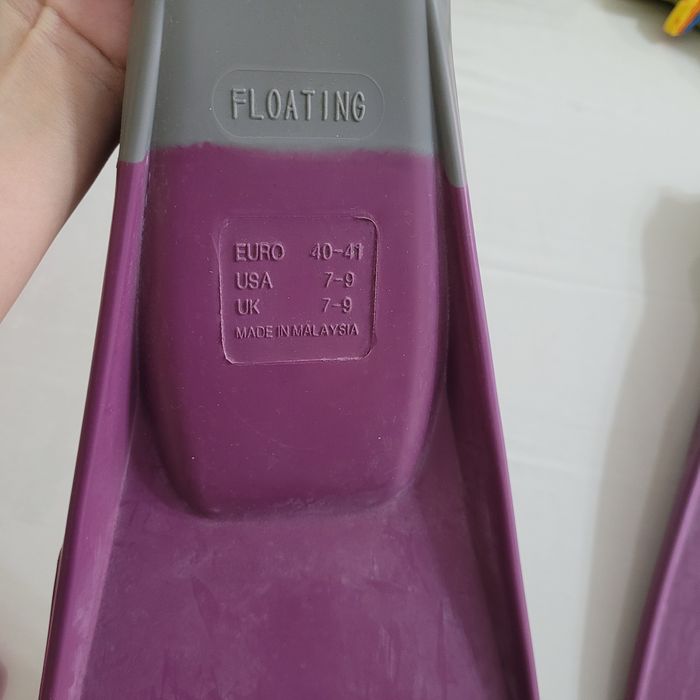 FLOATING
EURO 40-41
USA 7-9
UK 7-9
MADE IN MALAYSIA